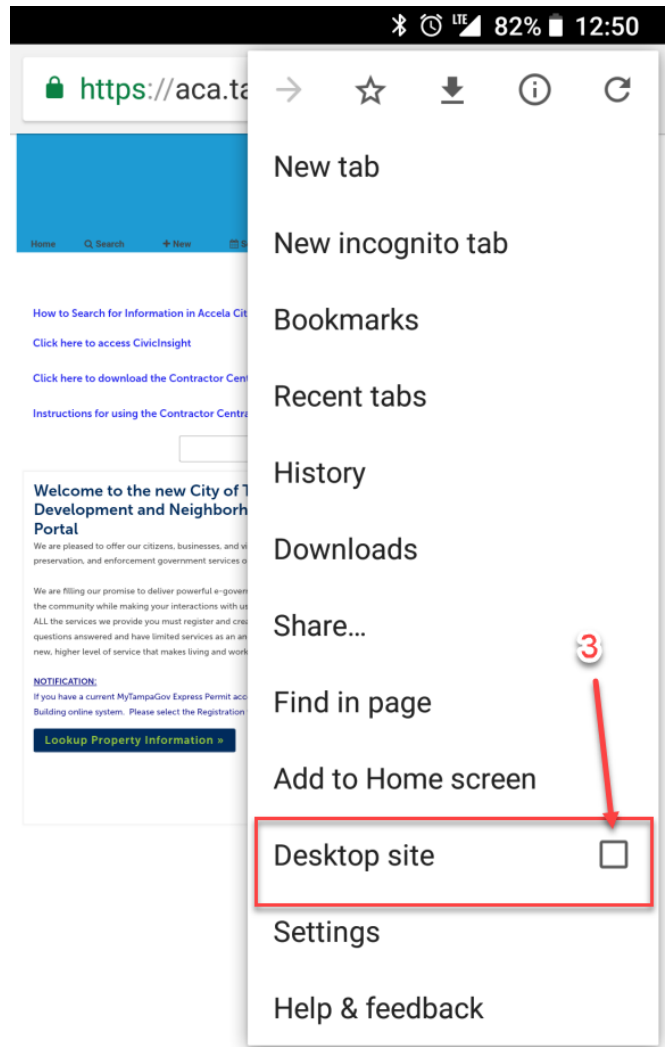 LTE 82% 12:50
https://aca.ta
New tab
New incognito tab
Bookmarks
Recent tabs
History
Downloads
Share...
Find in page
Add to Home screen
Desktop site
Settings
Help & feedback
3
Home Search + New
How to Search for Information in Accela Cit
Click here to access CivicInsight
Click here to download the Contractor Cent
Instructions for using the Contractor Centra
Welcome to the new City of T
Development and Neighborh
Portal
We are pleased to offer our citizens, businesses, and vi
preservation, and enforcement government services o
We are filling our promise to deliver powerful e-govern
the community while making your interactions with us
ALL the services we provide you must register and crea
questions answered and have limited services as an an
new, higher level of service that makes living and work
NOTIFICATION:
If you have a current MyTampaGov Express Permit acc
Building online system. Please select the Registration
Lookup Property Information »